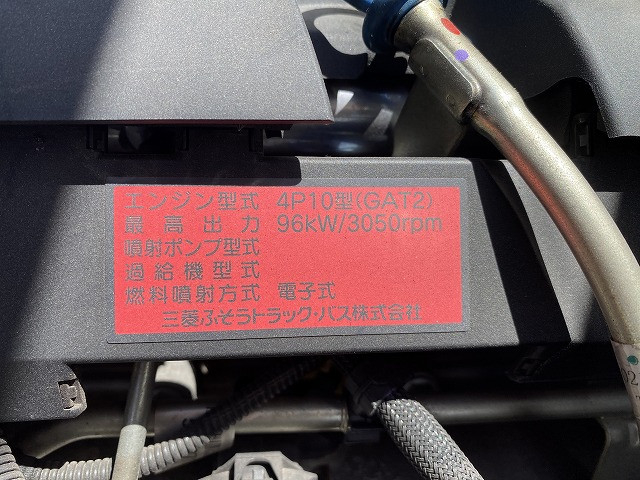 エンジン型式 4P10型(GAT2)
最高出力 96kW/3050rpm
噴射ポンプ型式
過給機型式
燃料噴射方式 電子式
三菱ふそうトラック・バス株式会社